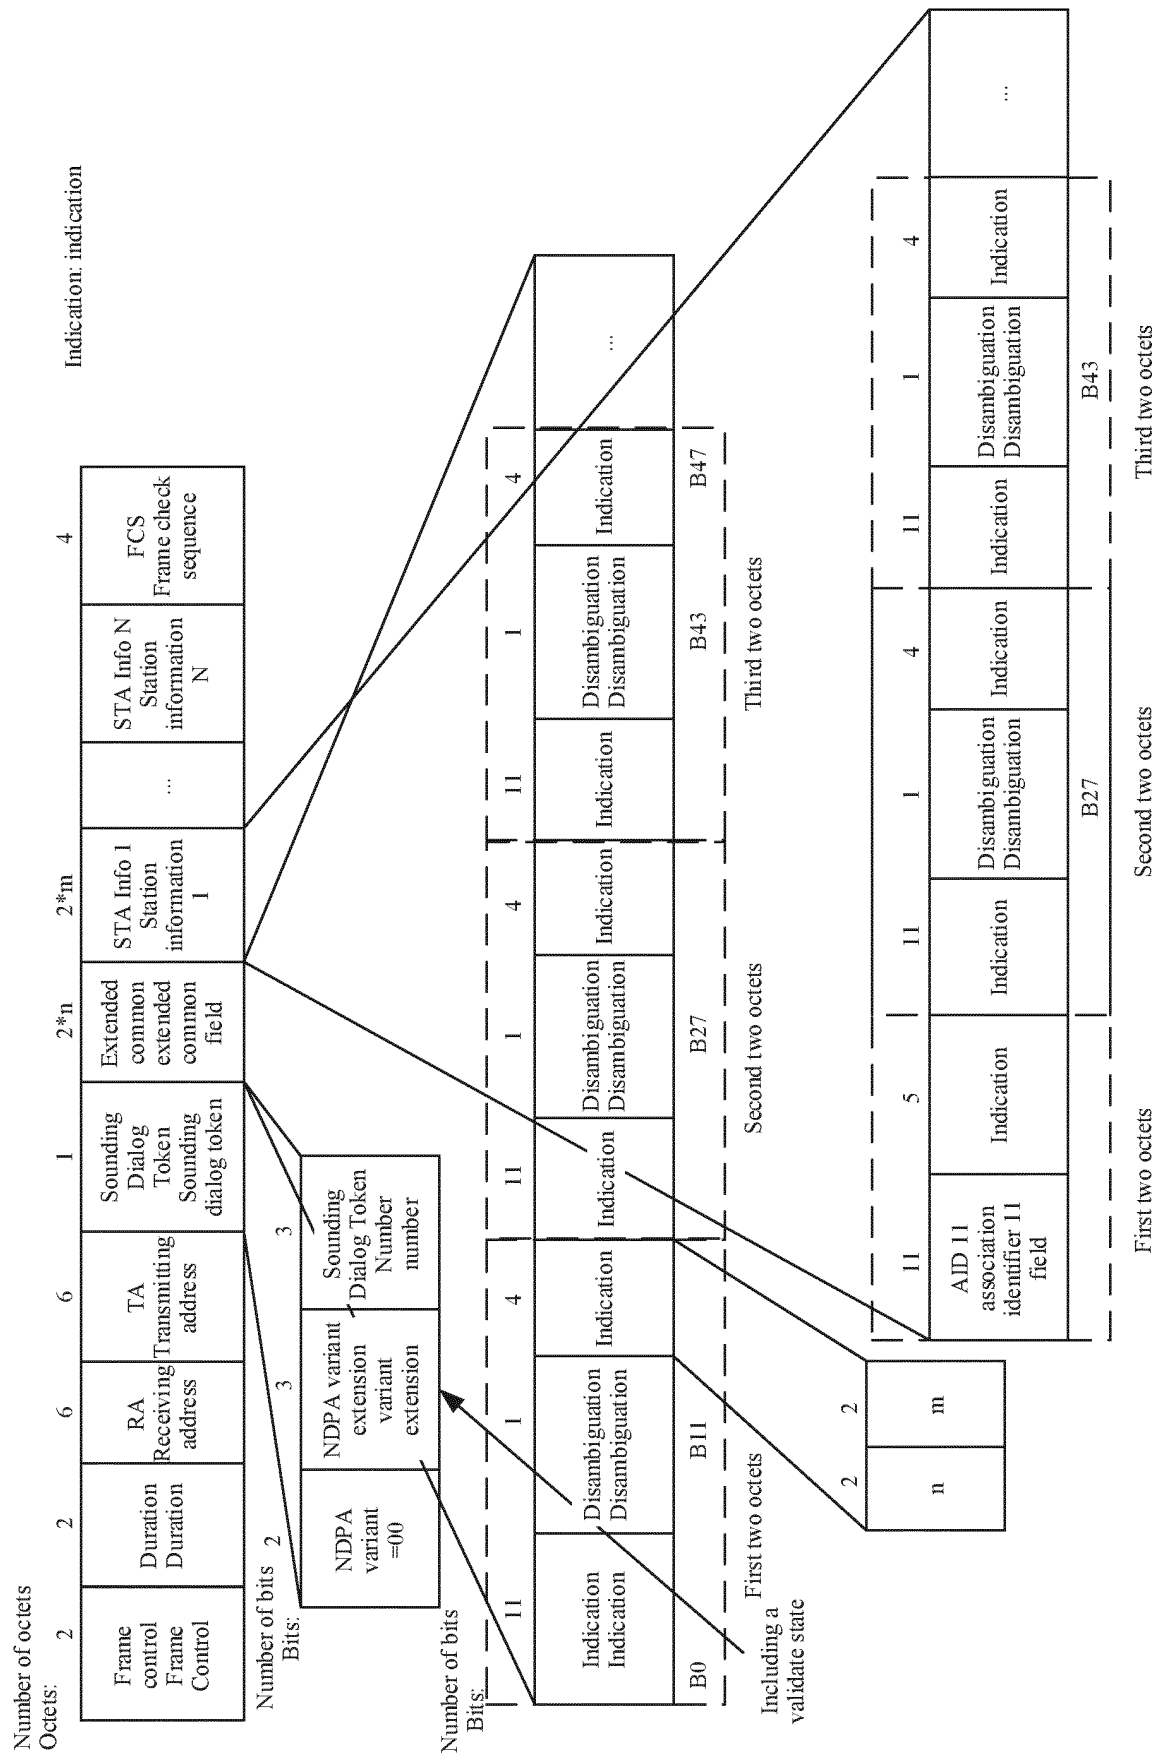 Number of octets
Octets:
2
2
6
6
1
2*n
2*m
4
Frame
control
Frame
Control
Duration
Duration
RA
Receiving
address
TA
Transmitting
address
Sounding
Dialog
Token
Sounding
dialog token
Extended
common
extended
common
field
STA Info 1
Station
information
1
...
STA Info N
Station
information
N
FCS
Frame check
sequence
Indication: indication
Number of bits
Bits:
2
3
3
NDPA
variant
=00
NDPA variant
extension
variant
extension
Sounding
Dialog Token
Number
number
Number of bits
Bits:
11
1
4
11
1
4
11
1
4
Indication
Indication
Disambiguation
Disambiguation
Indication
Indication
Disambiguation
Disambiguation
Indication
Indication
Disambiguation
Disambiguation
Indication
...
B0
B11
B27
B43
B47
First two octets
Second two octets
Third two octets
Including a
validate state
2
2
n
m
11
5
11
1
4
11
1
4
AID 11
association
identifier 11
field
Indication
Indication
Disambiguation
Disambiguation
Indication
Indication
Disambiguation
Disambiguation
Indication
...
B27
B43
First two octets
Second two octets
Third two octets